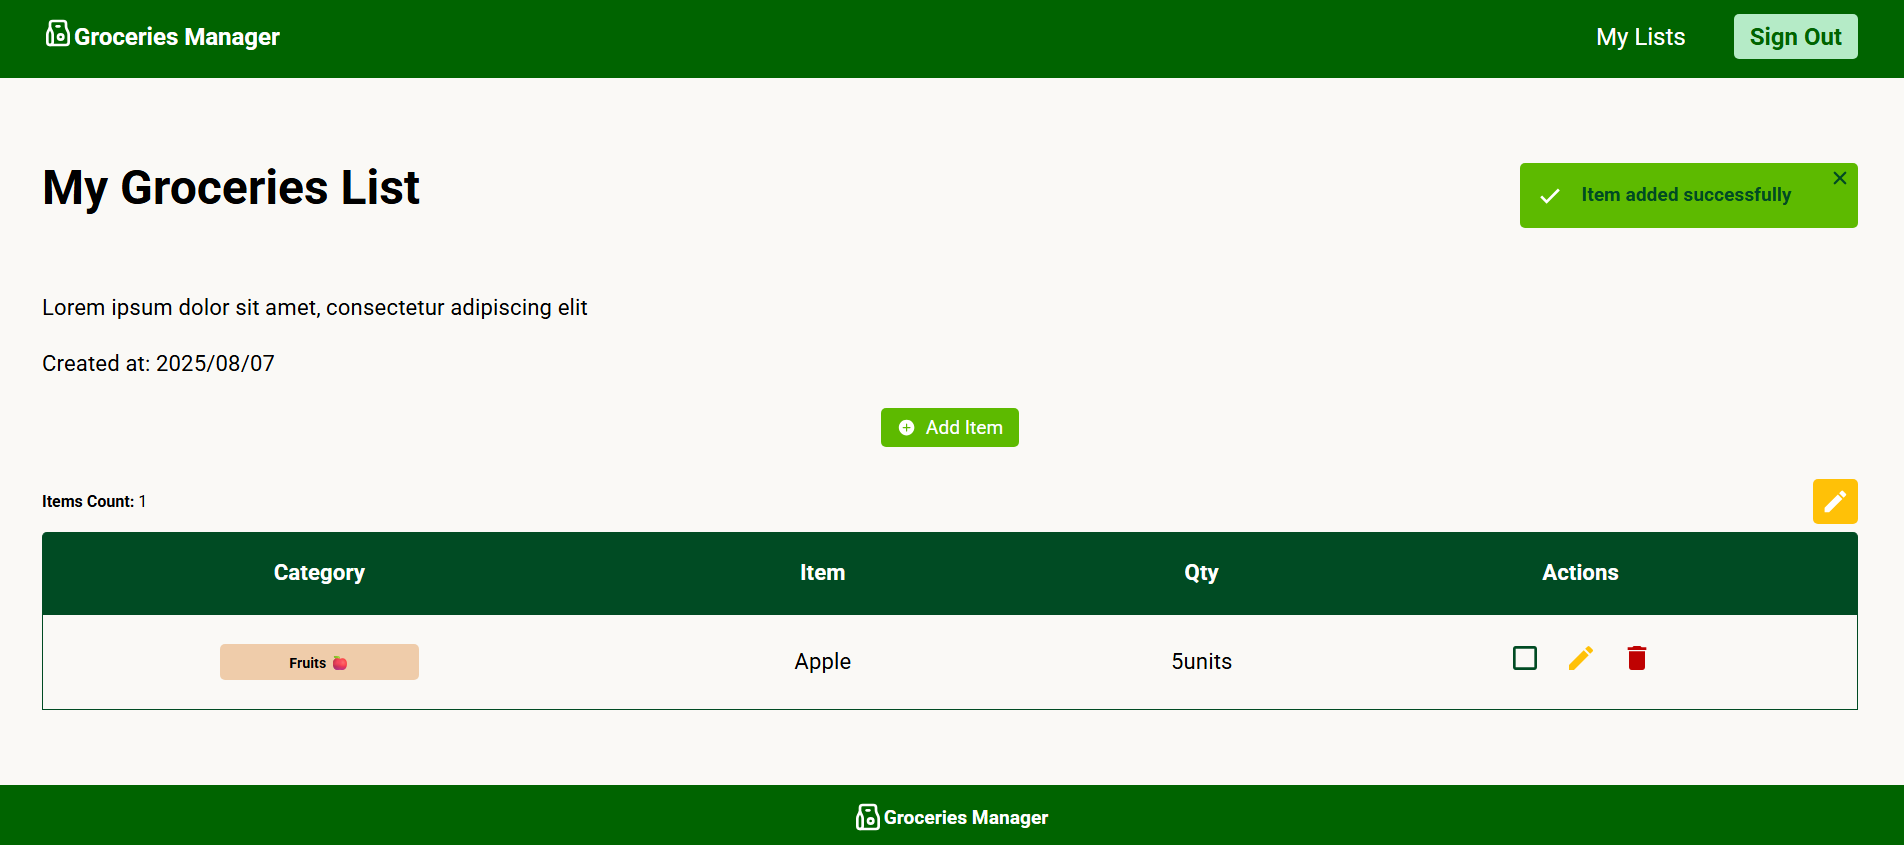 Groceries Manager
My Lists
Sign Out
My Groceries List
Item added successfully
Lorem ipsum dolor sit amet, consectetur adipiscing elit
Created at: 2025/08/07
Add Item
Items Count: 1
Category Item Qty Actions
Fruits 🍎 Apple 5units
Groceries Manager